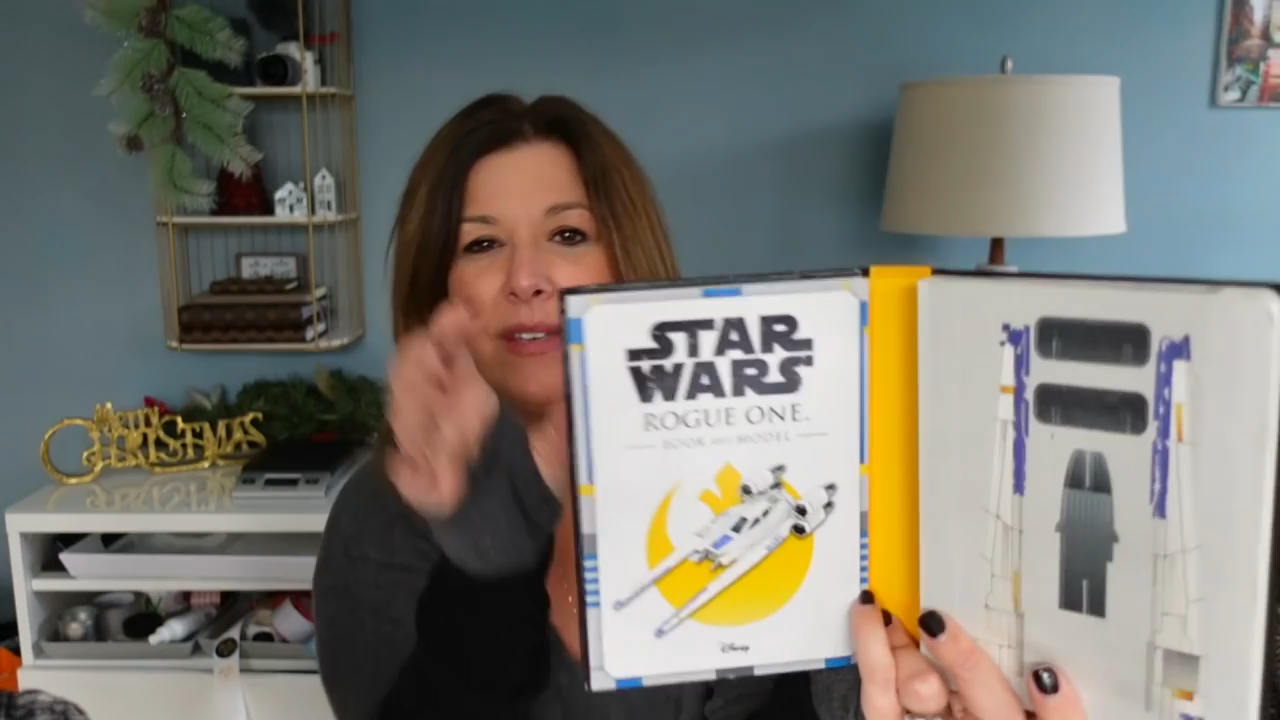 Merry
CHRISTMAS
STAR
WARS
ROGUE ONE.
BOOK AND MODEL
Disney